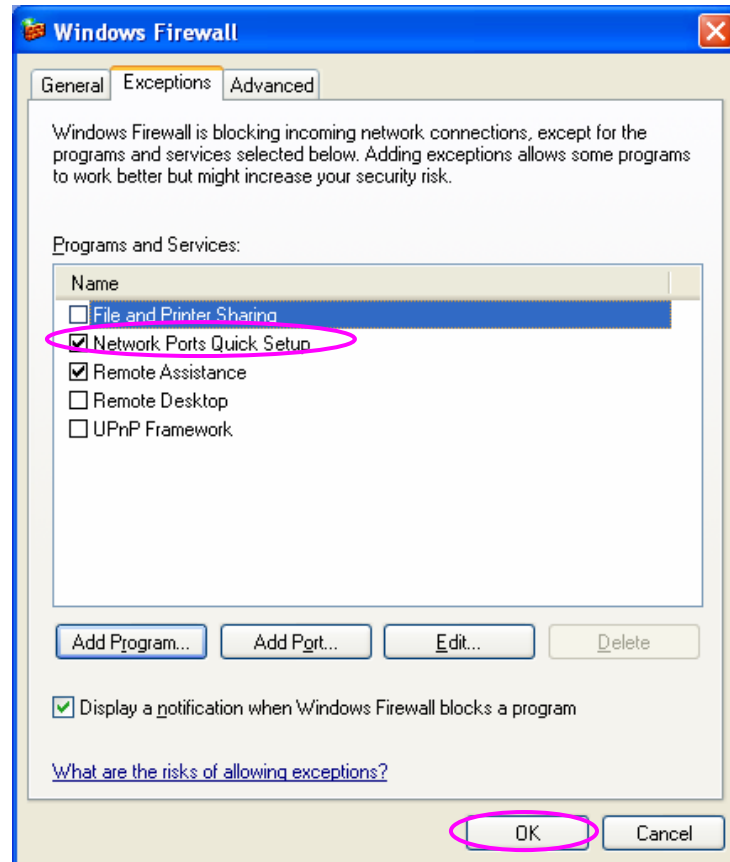 Windows Firewall
General Exceptions Advanced
Windows Firewall is blocking incoming network connections, except for the
programs and services selected below. Adding exceptions allows some programs
to work better but might increase your security risk.
Programs and Services:
Name
File and Printer Sharing
Network Ports Quick Setup
Remote Assistance
Remote Desktop
UPnP Framework
Add Program... Add Port... Edit... Delete
Display a notification when Windows Firewall blocks a program
What are the risks of allowing exceptions?
OK Cancel